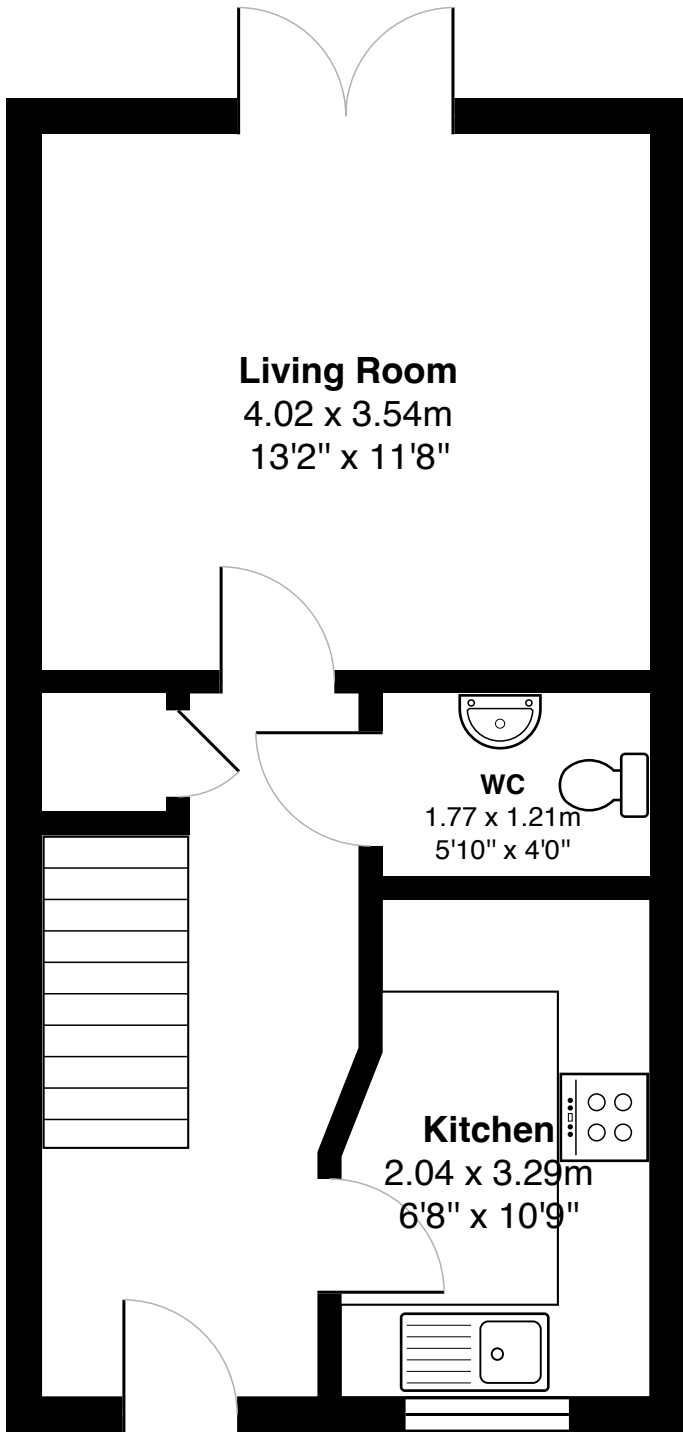 Living Room
4.02 x 3.54m
13'2" x 11'8"
WC
1.77 x 1.21m
5'10" x 4'0"
Kitchen
2.04 x 3.29m
6'8" x 10'9"